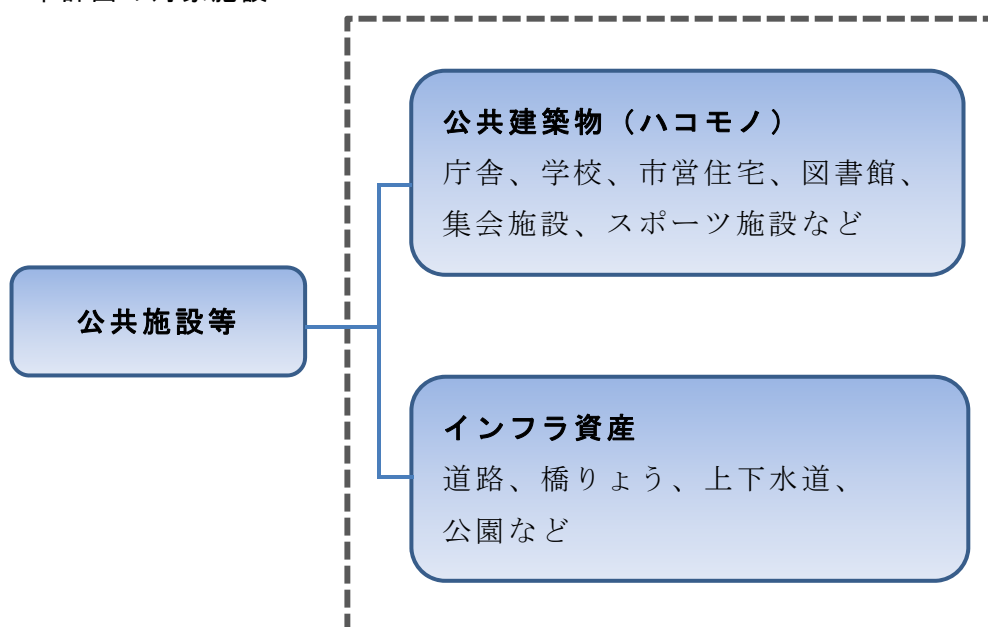 公共建築物（ハコモノ）
庁舎、学校、市営住宅、図書館、
集会施設、スポーツ施設など
公共施設等
インフラ資産
道路、橋りょう、上下水道、
公園など